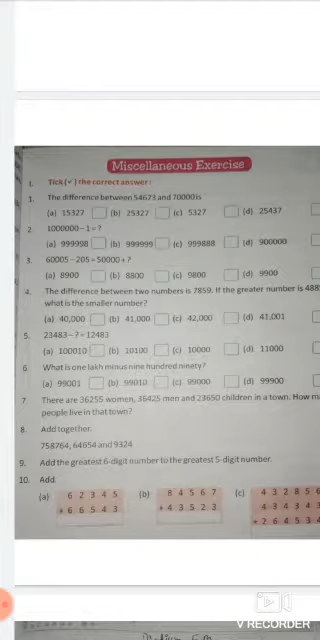 Miscellaneous Exercise
1. Tick (✓) the correct answer:
1. The difference between 54673 and 70000 is
(a) 15327 (b) 25327 (c) 5327 (d) 25437
2. 1000000 – 1 = ?
(a) 999998 (b) 999999 (c) 999888 (d) 900000
3. 60005 – 205 = 50000 + ?
(a) 8900 (b) 8800 (c) 9800 (d) 9900
4. The difference between two numbers is 7859. If the greater number is 488
what is the smaller number?
(a) 40,000 (b) 41,000 (c) 42,000 (d) 41,001
5. 23483 – ? = 12483
(a) 100010 (b) 10100 (c) 10000 (d) 11000
6. What is one lakh minus nine hundred ninety?
(a) 99001 (b) 99010 (c) 99000 (d) 99900
7. There are 36255 women, 36425 men and 23650 children in a town. How m
people live in that town?
8. Add together.
758764, 64654 and 9324
9. Add the greatest 6-digit number to the greatest 5-digit number.
10. Add.
(a) 6 2 3 4 5 (b) 8 4 5 6 7 (c) 4 3 2 8 5 6
+ 6 6 5 4 3 + 4 3 5 2 3 4 3 4 3 4 3
+ 2 6 4 5 3 4
V RECORDER